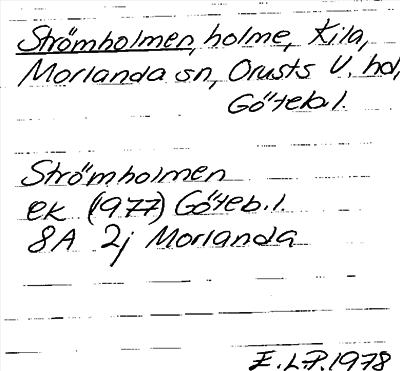 Strömholmen, holme, Kila,
Morlanda sn, Orusts V. hd,
Göteb.l.
Strömholmen
ek (1977) Göteb.l.
8A 2j Morlanda
E.L.P. 1978